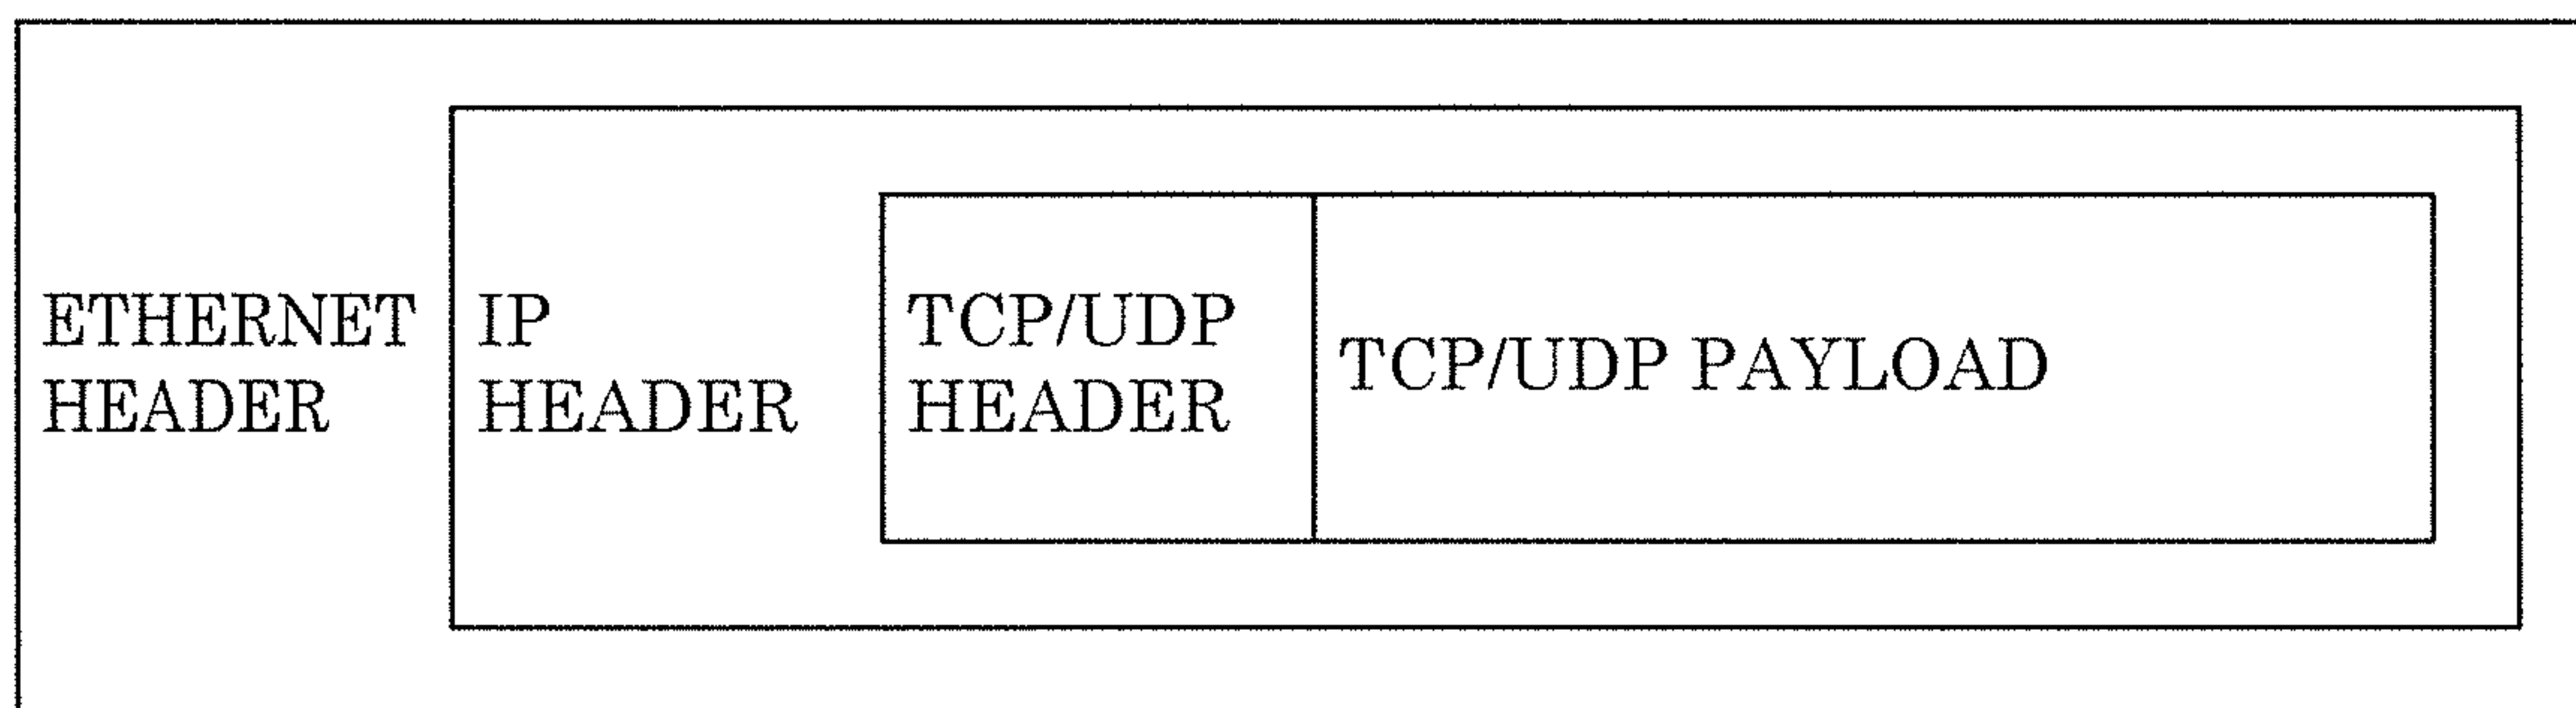 ETHERNET
HEADER
IP
HEADER
TCP/UDP
HEADER
TCP/UDP PAYLOAD